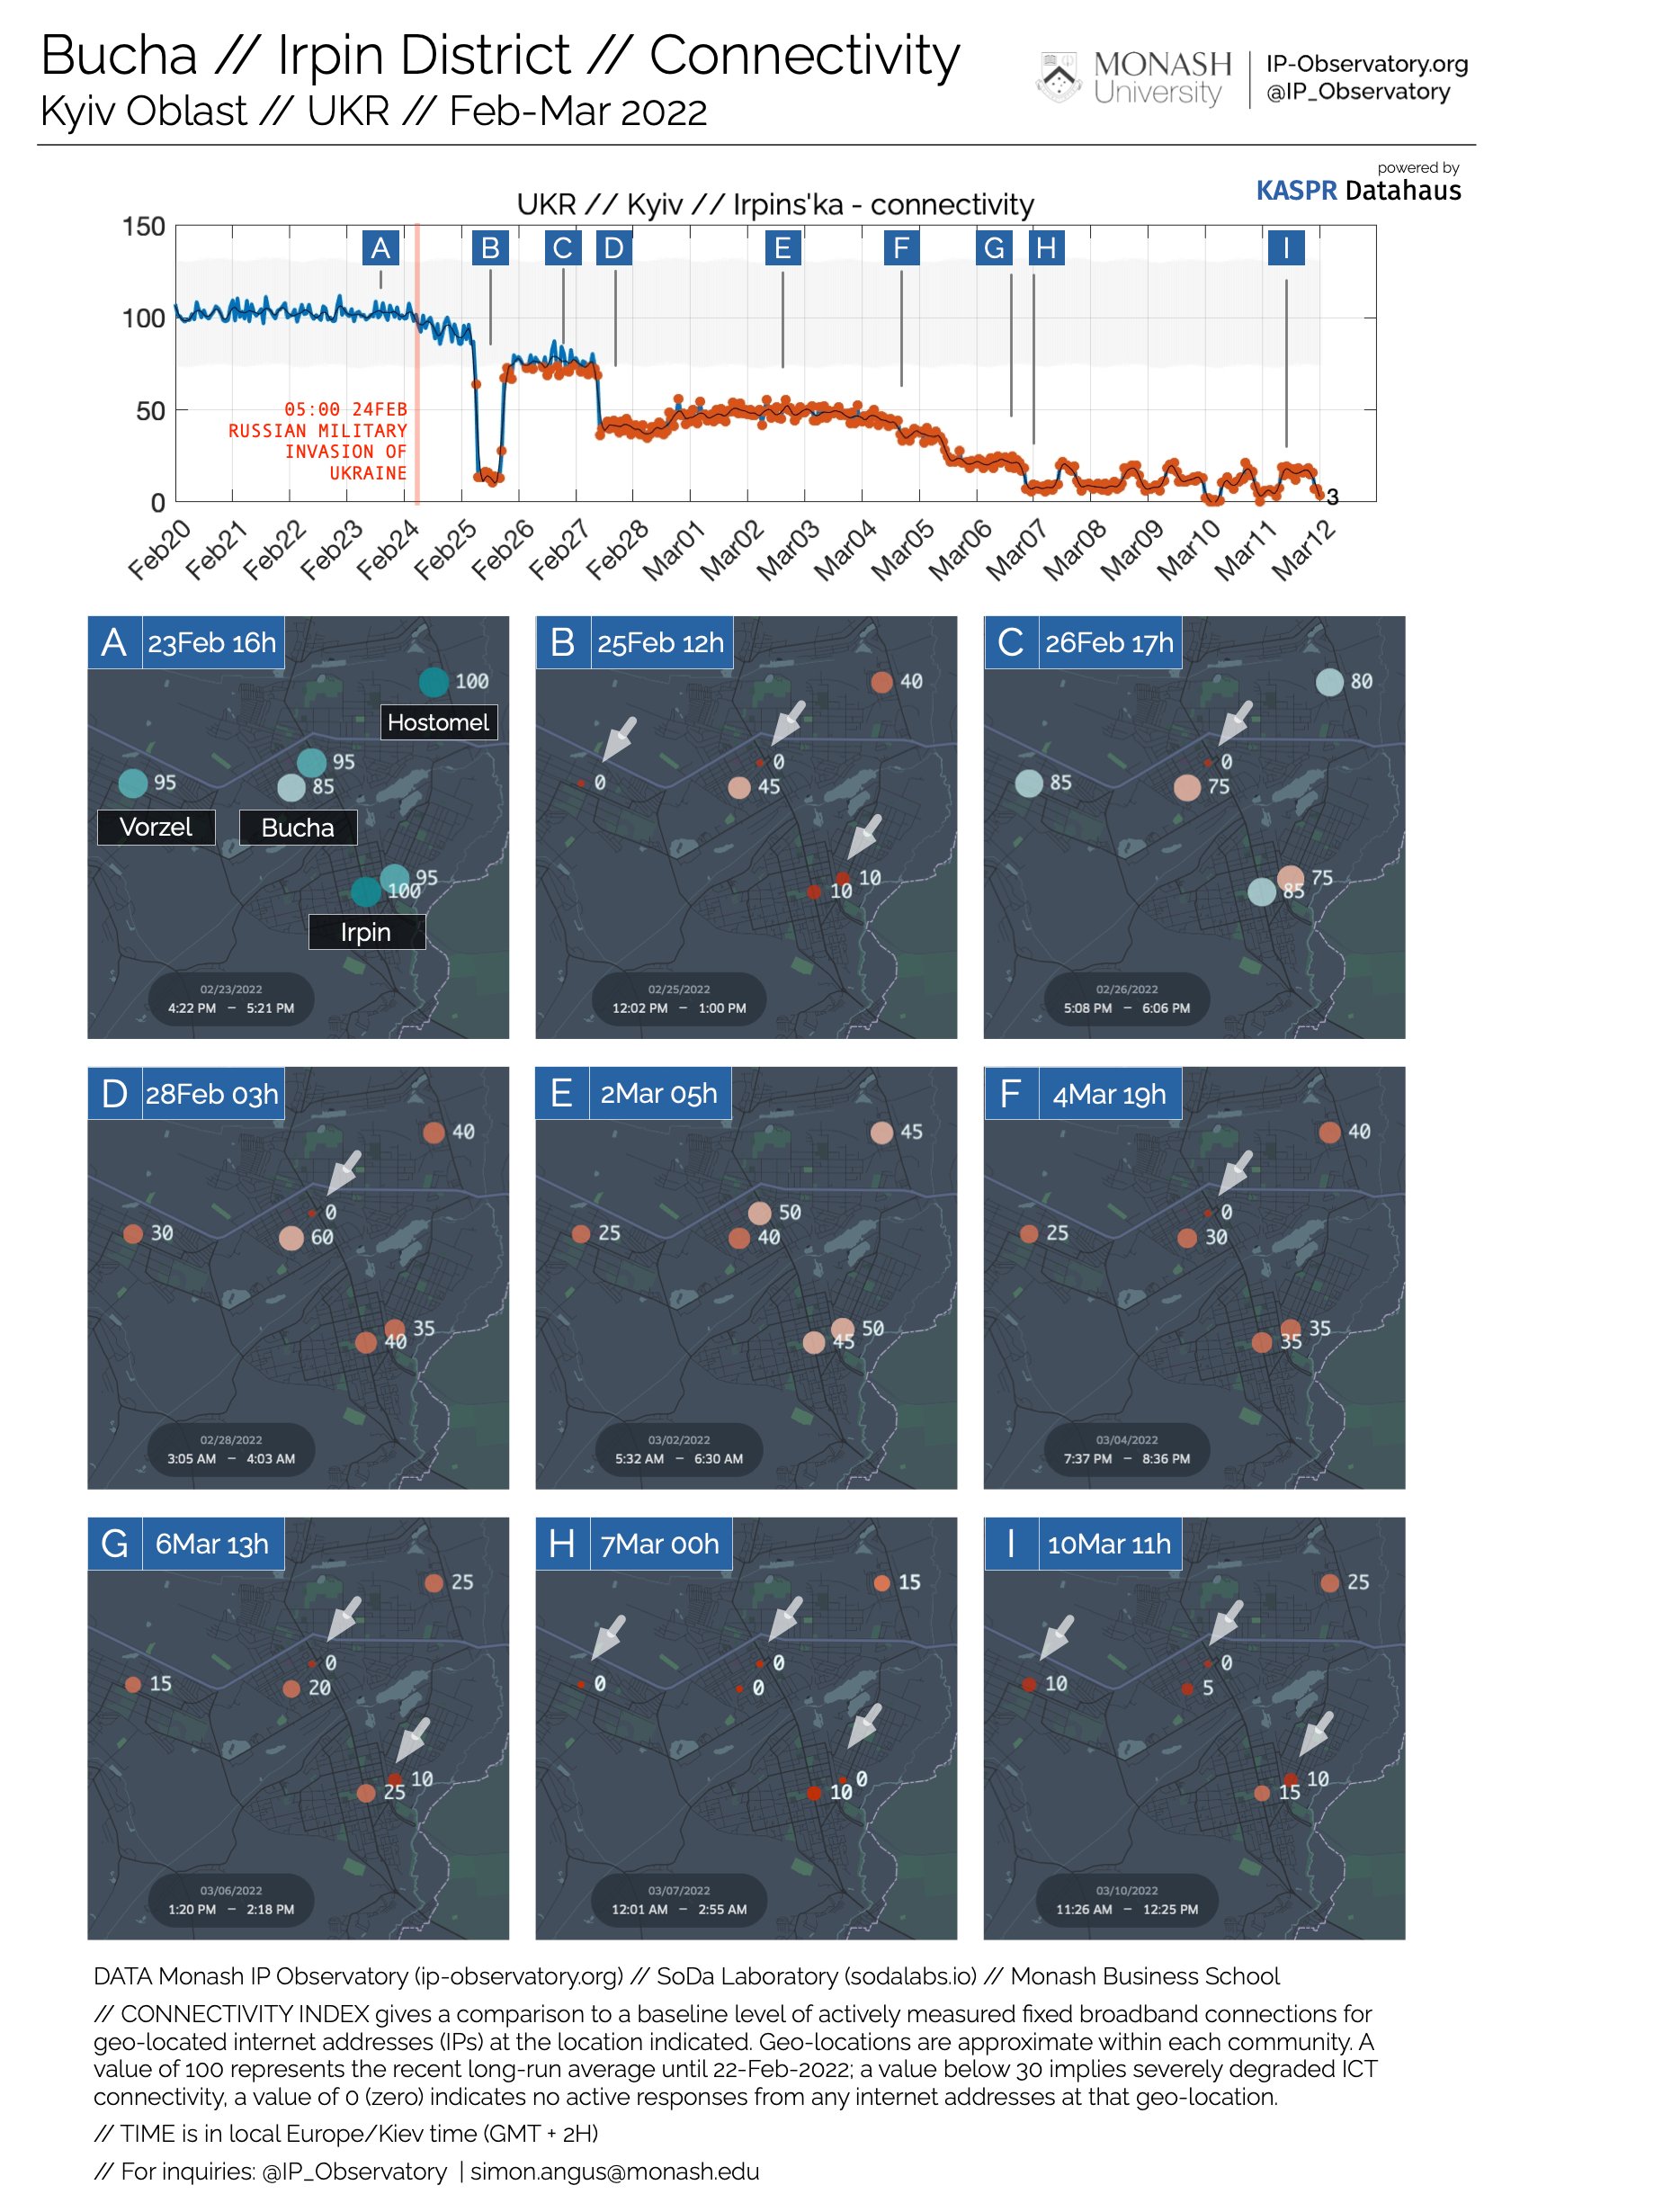 Bucha // Irpin District // Connectivity
Kyiv Oblast // UKR // Feb-Mar 2022
MONASH
University
IP-Observatory.org
@IP_Observatory
powered by
KASPR Datahaus
UKR // Kyiv // Irpins'ka - connectivity
150
100
50
0
A
B
C
D
E
F
G
H
I
05:00 24FEB
RUSSIAN MILITARY
INVASION OF
UKRAINE
3
Feb20
Feb21
Feb22
Feb23
Feb24
Feb25
Feb26
Feb27
Feb28
Mar01
Mar02
Mar03
Mar04
Mar05
Mar06
Mar07
Mar08
Mar09
Mar10
Mar11
Mar12
A 23Feb 16h
100
Hostomel
95
95
85
Vorzel
Bucha
95
100
Irpin
02/23/2022
4:22 PM – 5:21 PM
B 25Feb 12h
40
0
0
45
10
10
02/25/2022
12:02 PM – 1:00 PM
C 26Feb 17h
80
0
85
75
75
85
02/26/2022
5:08 PM – 6:06 PM
D 28Feb 03h
40
0
30
60
35
40
02/28/2022
3:05 AM – 4:03 AM
E 2Mar 05h
45
50
25
40
50
45
03/02/2022
5:32 AM – 6:30 AM
F 4Mar 19h
40
0
25
30
35
35
03/04/2022
7:37 PM – 8:36 PM
G 6Mar 13h
25
0
15
20
10
25
03/06/2022
1:20 PM – 2:18 PM
H 7Mar 00h
15
0
0
0
0
10
03/07/2022
12:01 AM – 2:55 AM
I 10Mar 11h
25
0
10
5
10
15
03/10/2022
11:26 AM – 12:25 PM
DATA Monash IP Observatory (ip-observatory.org) // SoDa Laboratory (sodalabs.io) // Monash Business School
// CONNECTIVITY INDEX gives a comparison to a baseline level of actively measured fixed broadband connections for
geo-located internet addresses (IPs) at the location indicated. Geo-locations are approximate within each community. A
value of 100 represents the recent long-run average until 22-Feb-2022; a value below 30 implies severely degraded ICT
connectivity, a value of 0 (zero) indicates no active responses from any internet addresses at that geo-location.
// TIME is in local Europe/Kiev time (GMT + 2H)
// For inquiries: @IP_Observatory | simon.angus@monash.edu